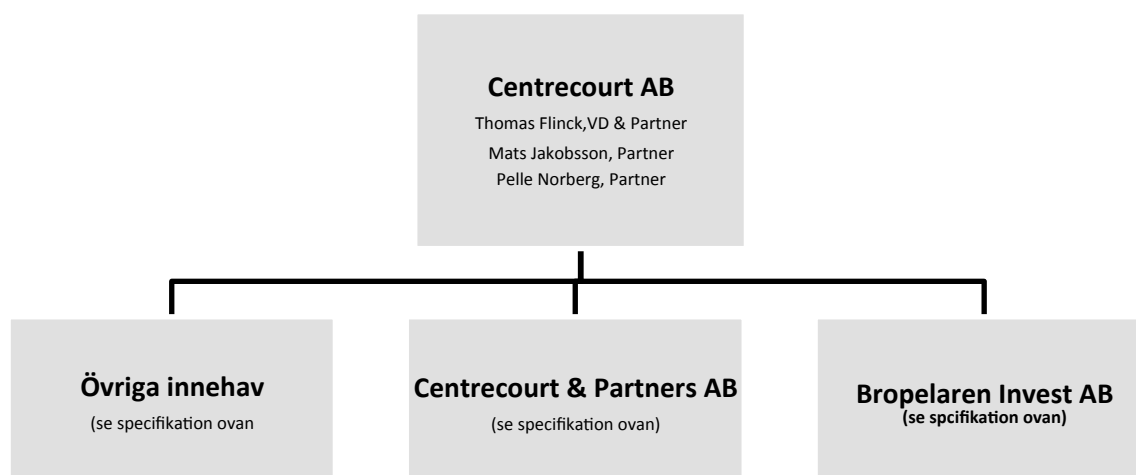 Centrecourt AB
Thomas Flinck,VD & Partner
Mats Jakobsson, Partner
Pelle Norberg, Partner
Övriga innehav
(se specifikation ovan
Centrecourt & Partners AB
(se specifikation ovan)
Bropelaren Invest AB
(se spcifikation ovan)